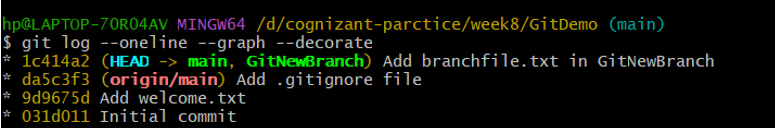 hp@LAPTOP-70R04AV MINGW64 /d/cognizant-parctice/week8/GitDemo (main)
$ git log --oneline --graph --decorate
* 1c414a2 (HEAD -> main, GitNewBranch) Add branchfile.txt in GitNewBranch
* da5c3f3 (origin/main) Add .gitignore file
* 9d9675d Add welcome.txt
* 031d011 Initial commit